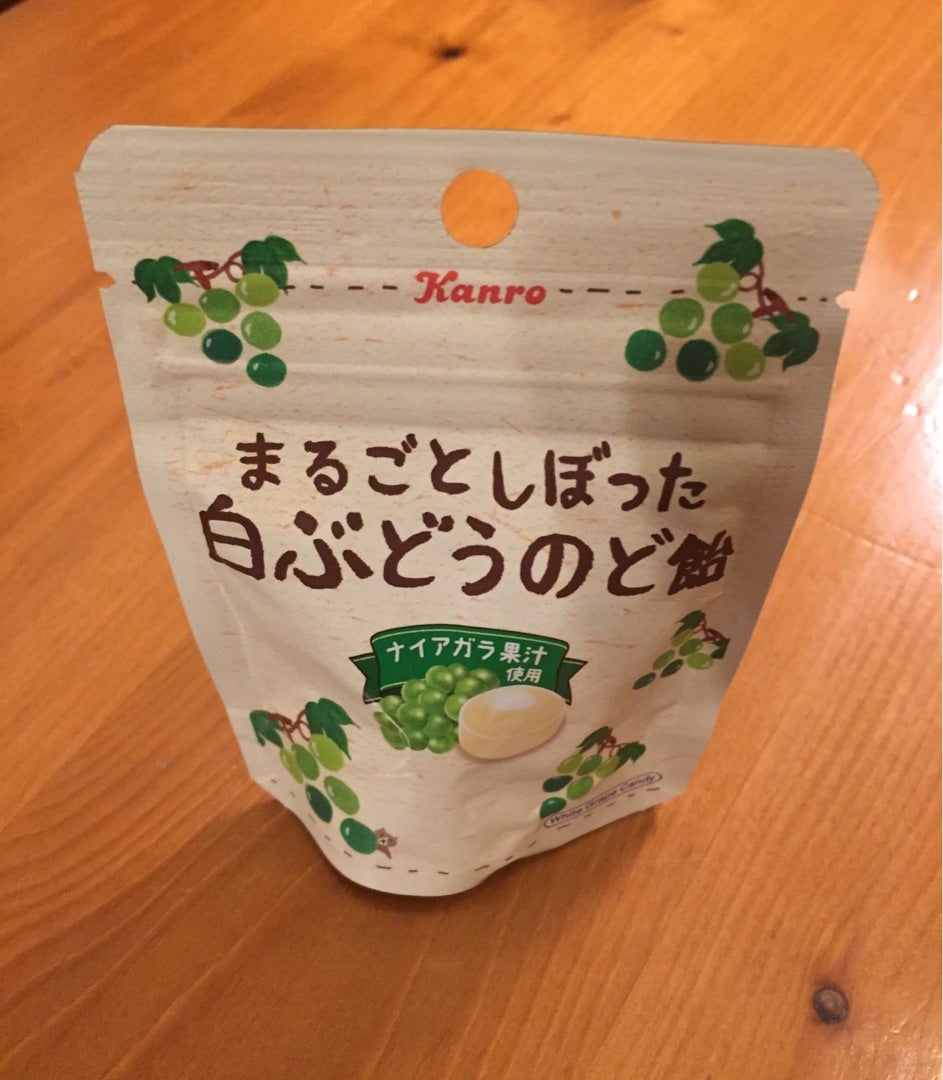 Kanro
まるごとしぼった
白ぶどうのど飴
ナイアガラ果汁
使用
White Grape Candy